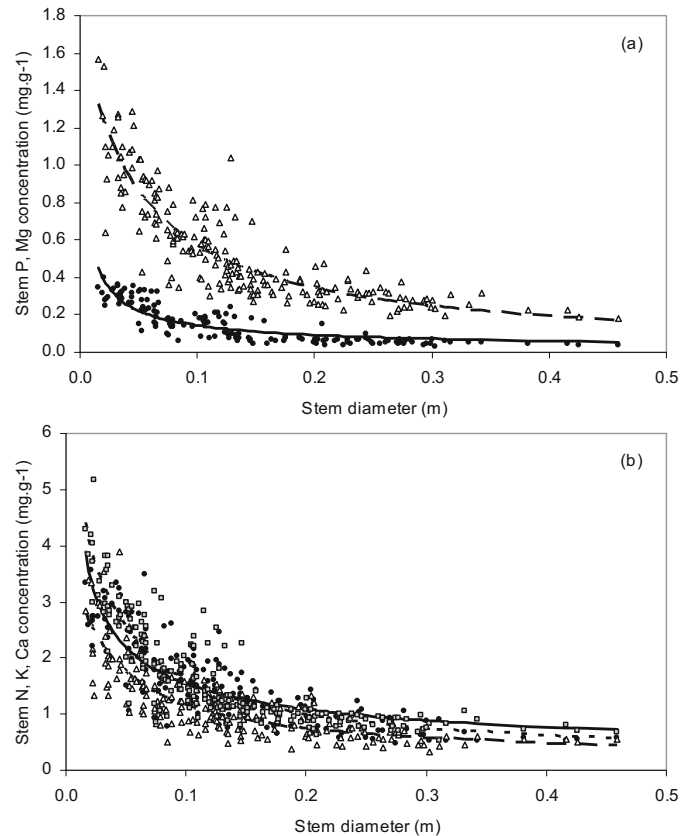 1.8
1.6
1.4
1.2
1.0
0.8
0.6
0.4
0.2
0.0
Stem P, Mg concentration (mg.g-1)
(a)
0.0 0.1 0.2 0.3 0.4 0.5
Stem diameter (m)
6
5
4
3
2
1
0
Stem N, K, Ca concentration (mg.g-1)
(b)
0.0 0.1 0.2 0.3 0.4 0.5
Stem diameter (m)